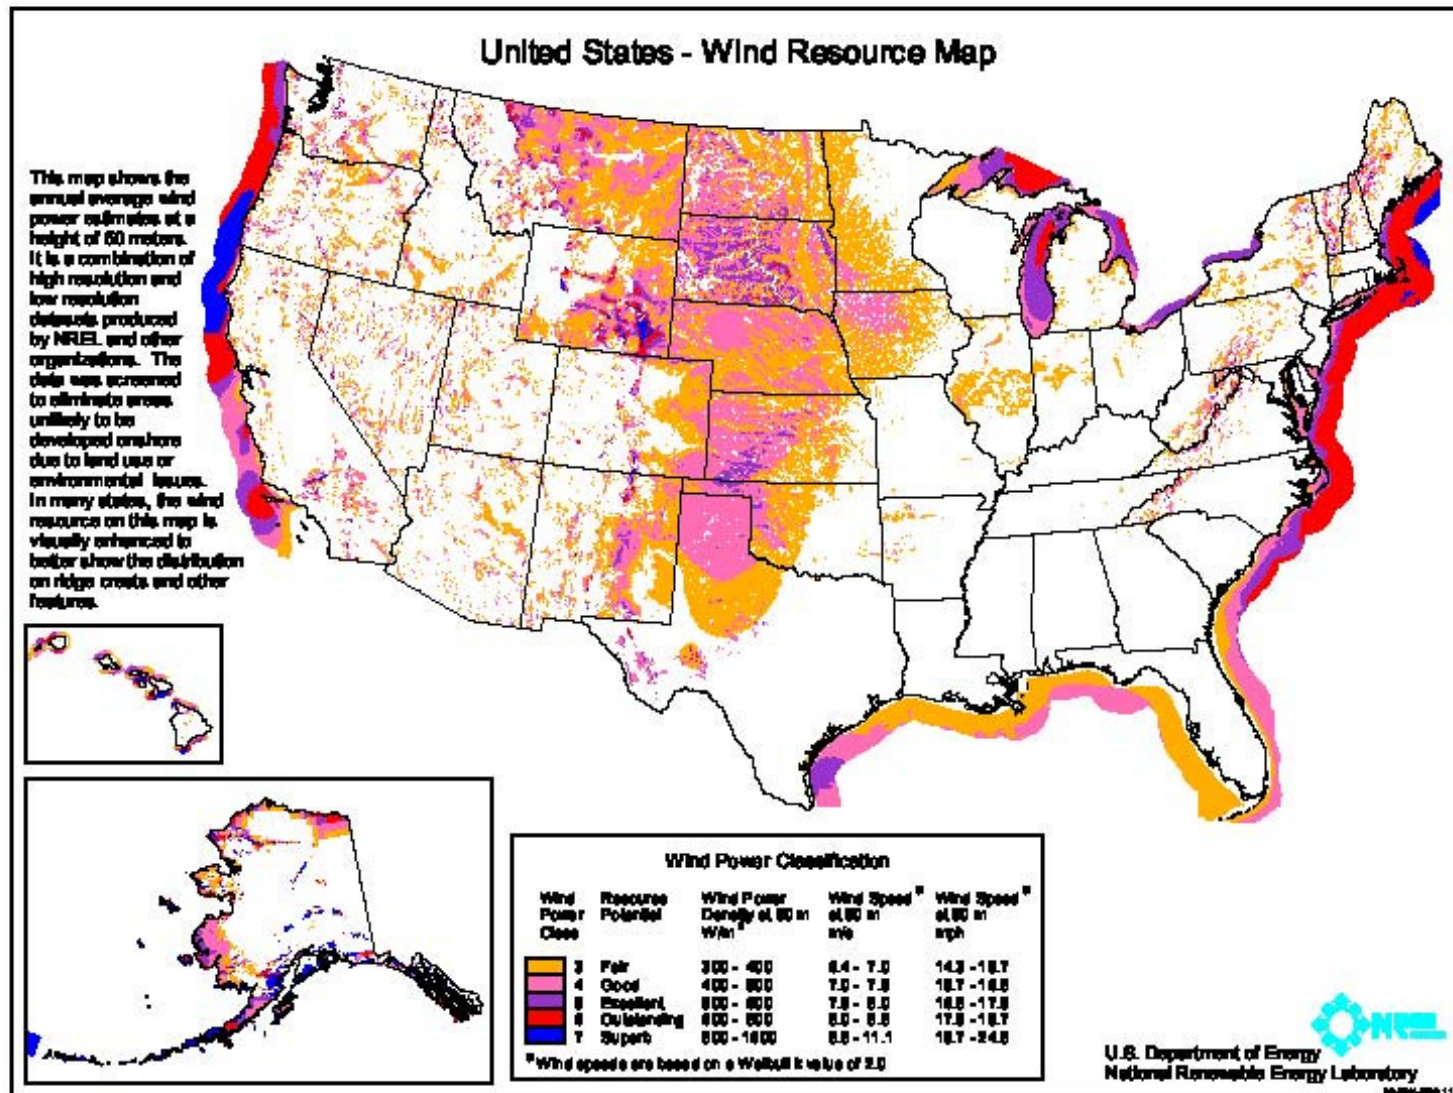 United States - Wind Resource Map
This map shows the
annual average wind
power estimates at a
height of 50 meters.
It is a combination of
high resolution and
low resolution
datasets produced
by NREL and other
organizations. The
data was screened
to eliminate areas
unlikely to be
developed onshore
due to land use or
environmental issues.
In many states, the wind
resource on this map is
visually enhanced to
better show the distribution
on ridge crests and other
features.
Wind Power Classification
Wind Resource Wind Power Wind Speed Wind Speed
Power Potential Density at 50 m at 50 m at 50 m
Class W/m m/s mph
3 Fair 300 - 400 6.4 - 7.0 14.3 - 15.7
4 Good 400 - 500 7.0 - 7.5 15.7 - 16.8
5 Excellent 500 - 600 7.5 - 8.0 16.8 - 17.9
6 Outstanding 600 - 800 8.0 - 8.8 17.9 - 19.7
7 Superb 800 - 1600 8.8 - 11.1 19.7 - 24.8
Wind speeds are based on a Weibull k value of 2.0
NREL
U.S. Department of Energy
National Renewable Energy Laboratory